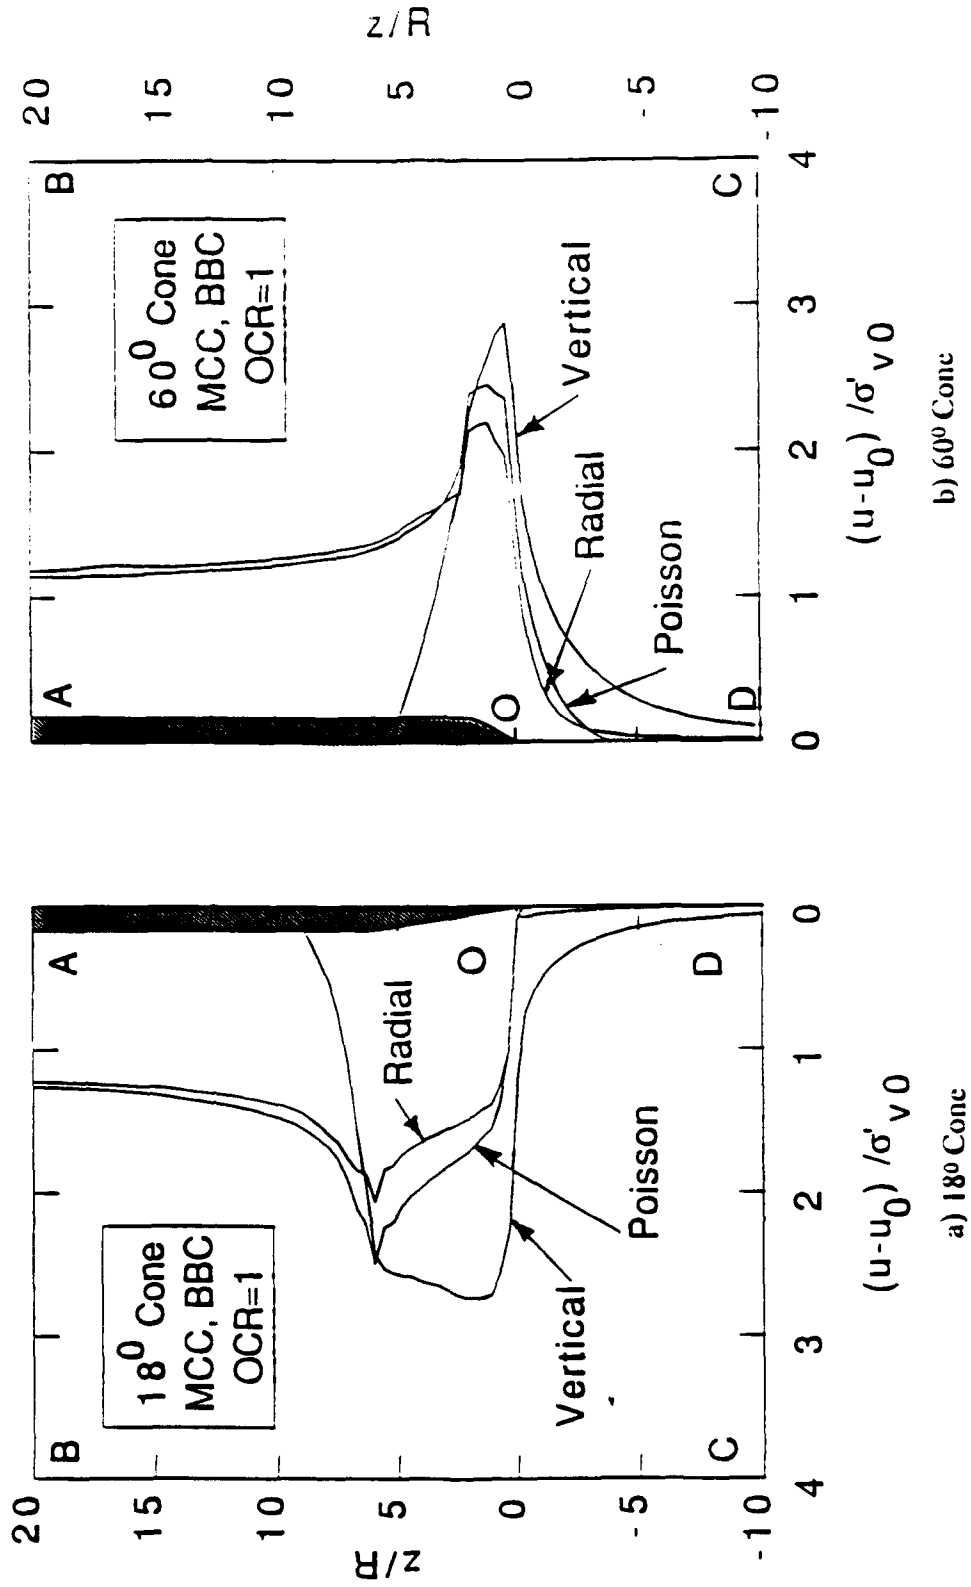 18⁰ Cone
MCC, BBC
OCR=1
B
A
C
D
O
Radial
Poisson
Vertical
20
15
10
5
0
-5
-10
z/R
4
3
2
1
0
(u-u₀) /σ'v0
a) 18⁰ Cone
60⁰ Cone
MCC, BBC
OCR=1
A
B
O
D
C
Vertical
Radial
Poisson
20
15
10
5
0
-5
-10
z/R
0
1
2
3
4
(u-u₀) /σ'v0
b) 60⁰ Cone